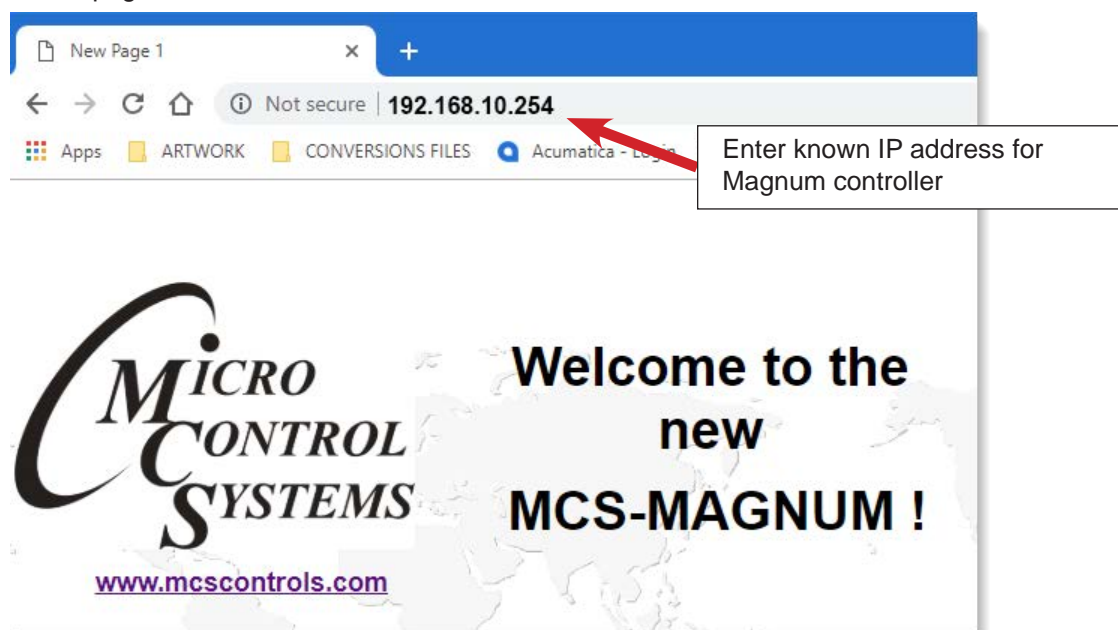 New Page 1
Not secure | 192.168.10.254
Apps ARTWORK CONVERSIONS FILES Acumatica - Login
Enter known IP address for
Magnum controller
MICRO
CONTROL
SYSTEMS
www.mcscontrols.com
Welcome to the
new
MCS-MAGNUM !